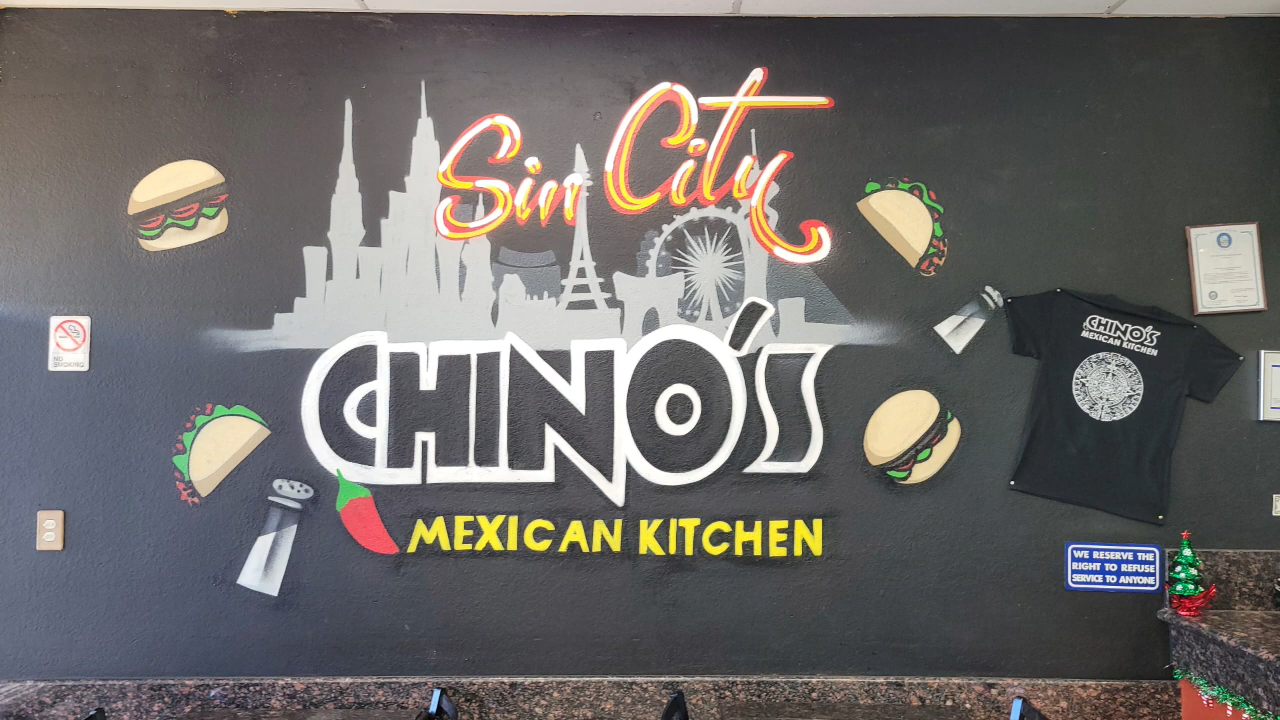 Sin City
CHINO'S
MEXICAN KITCHEN
NO
SMOKING
CHINO'S
MEXICAN KITCHEN
WE RESERVE THE
RIGHT TO REFUSE
SERVICE TO ANYONE